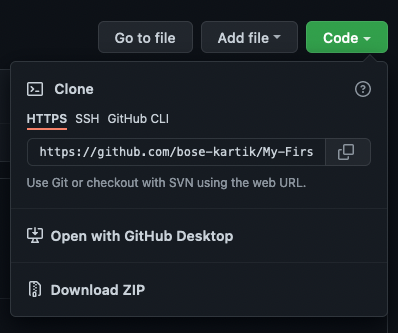 Go to file Add file Code
Clone
HTTPS SSH GitHub CLI
https://github.com/bose-kartik/My-Firs
Use Git or checkout with SVN using the web URL.
Open with GitHub Desktop
Download ZIP